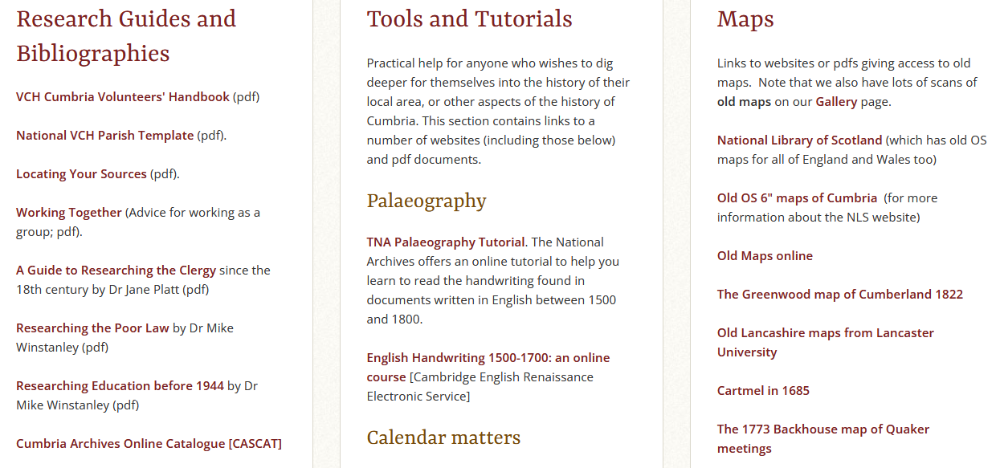 Research Guides and
Bibliographies
VCH Cumbria Volunteers' Handbook (pdf)
National VCH Parish Template (pdf).
Locating Your Sources (pdf).
Working Together (Advice for working as a
group; pdf).
A Guide to Researching the Clergy since the
18th century by Dr Jane Platt (pdf)
Researching the Poor Law by Dr Mike
Winstanley (pdf)
Researching Education before 1944 by Dr
Mike Winstanley (pdf)
Cumbria Archives Online Catalogue [CASCAT]
Tools and Tutorials
Practical help for anyone who wishes to dig
deeper for themselves into the history of their
local area, or other aspects of the history of
Cumbria. This section contains links to a
number of websites (including those below)
and pdf documents.
Palaeography
TNA Palaeography Tutorial. The National
Archives offers an online tutorial to help you
learn to read the handwriting found in
documents written in English between 1500
and 1800.
English Handwriting 1500-1700: an online
course [Cambridge English Renaissance
Electronic Service]
Calendar matters
Maps
Links to websites or pdfs giving access to old
maps.  Note that we also have lots of scans of
old maps on our Gallery page.
National Library of Scotland (which has old OS
maps for all of England and Wales too)
Old OS 6" maps of Cumbria  (for more
information about the NLS website)
Old Maps online
The Greenwood map of Cumberland 1822
Old Lancashire maps from Lancaster
University
Cartmel in 1685
The 1773 Backhouse map of Quaker
meetings